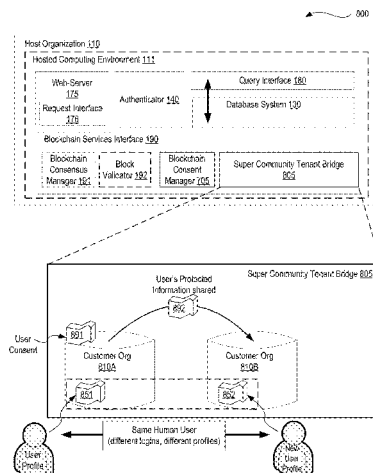 800
Host Organization 110
Hosted Computing Environment 111
Web-Server
175
Request Interface
176
Authenticator 140
Query Interface 180
Database System 130
Blockchain Services Interface 190
Blockchain
Consensus
Manager 191
Block
Validator 192
Blockchain
Consent
Manager 705
Super Community Tenant Bridge
805
Super Community Tenant Bridge 805
User's Protected
Information shared
892
User
Consent
891
Customer Org
810A
Customer Org
810B
851
852
Same Human User
(different logins, different profiles)
User
Profile
New
User
Profile